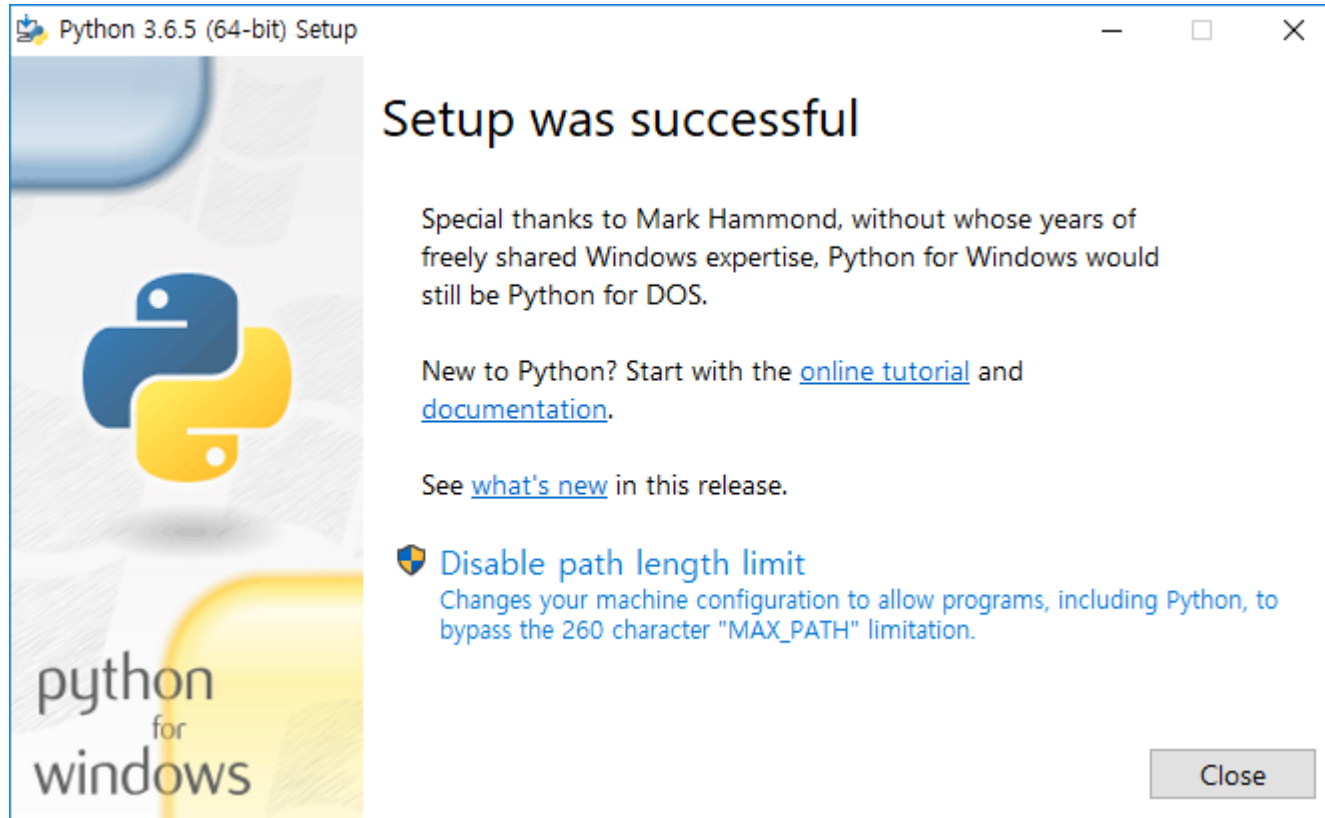 Python 3.6.5 (64-bit) Setup
Setup was successful
Special thanks to Mark Hammond, without whose years of
freely shared Windows expertise, Python for Windows would
still be Python for DOS.
New to Python? Start with the online tutorial and
documentation.
See what's new in this release.
Disable path length limit
Changes your machine configuration to allow programs, including Python, to
bypass the 260 character "MAX_PATH" limitation.
python
for
windows
Close